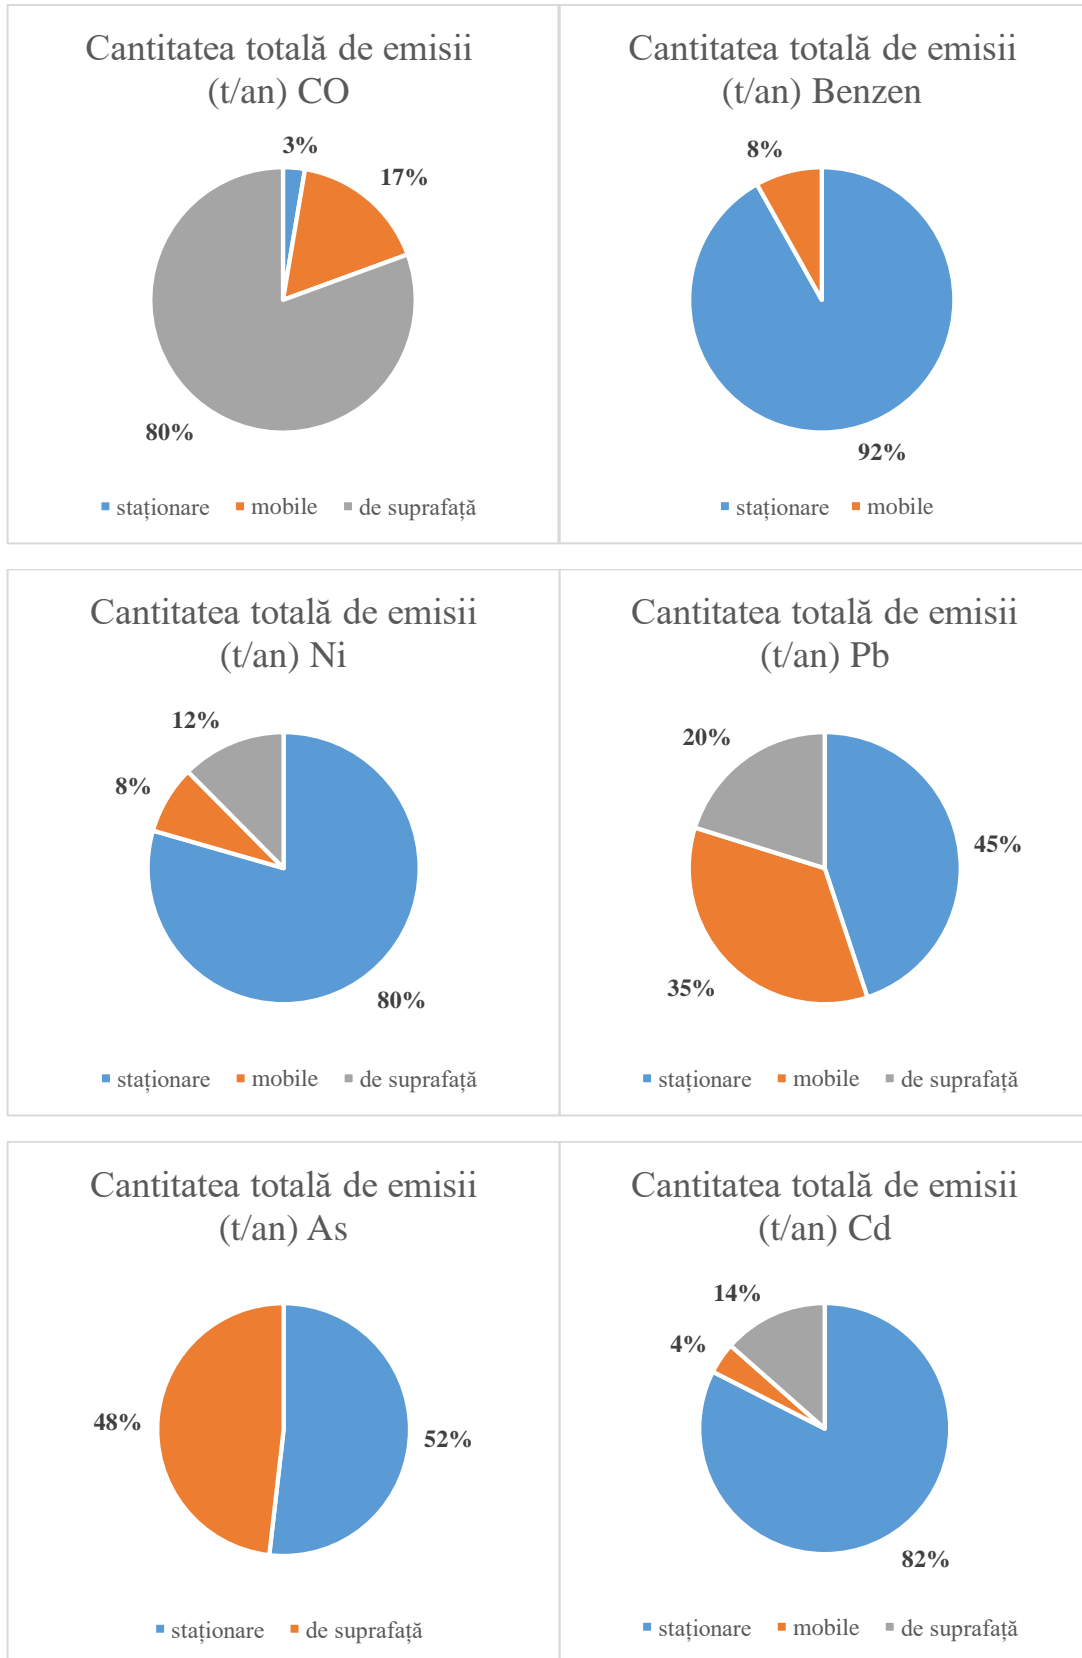 Cantitatea totală de emisii
(t/an) CO
3%
17%
80%
staționare mobile de suprafață
Cantitatea totală de emisii
(t/an) Benzen
8%
92%
staționare mobile
Cantitatea totală de emisii
(t/an) Ni
12%
8%
80%
staționare mobile de suprafață
Cantitatea totală de emisii
(t/an) Pb
20%
45%
35%
staționare mobile de suprafață
Cantitatea totală de emisii
(t/an) As
48%
52%
staționare de suprafață
Cantitatea totală de emisii
(t/an) Cd
14%
4%
82%
staționare mobile de suprafață